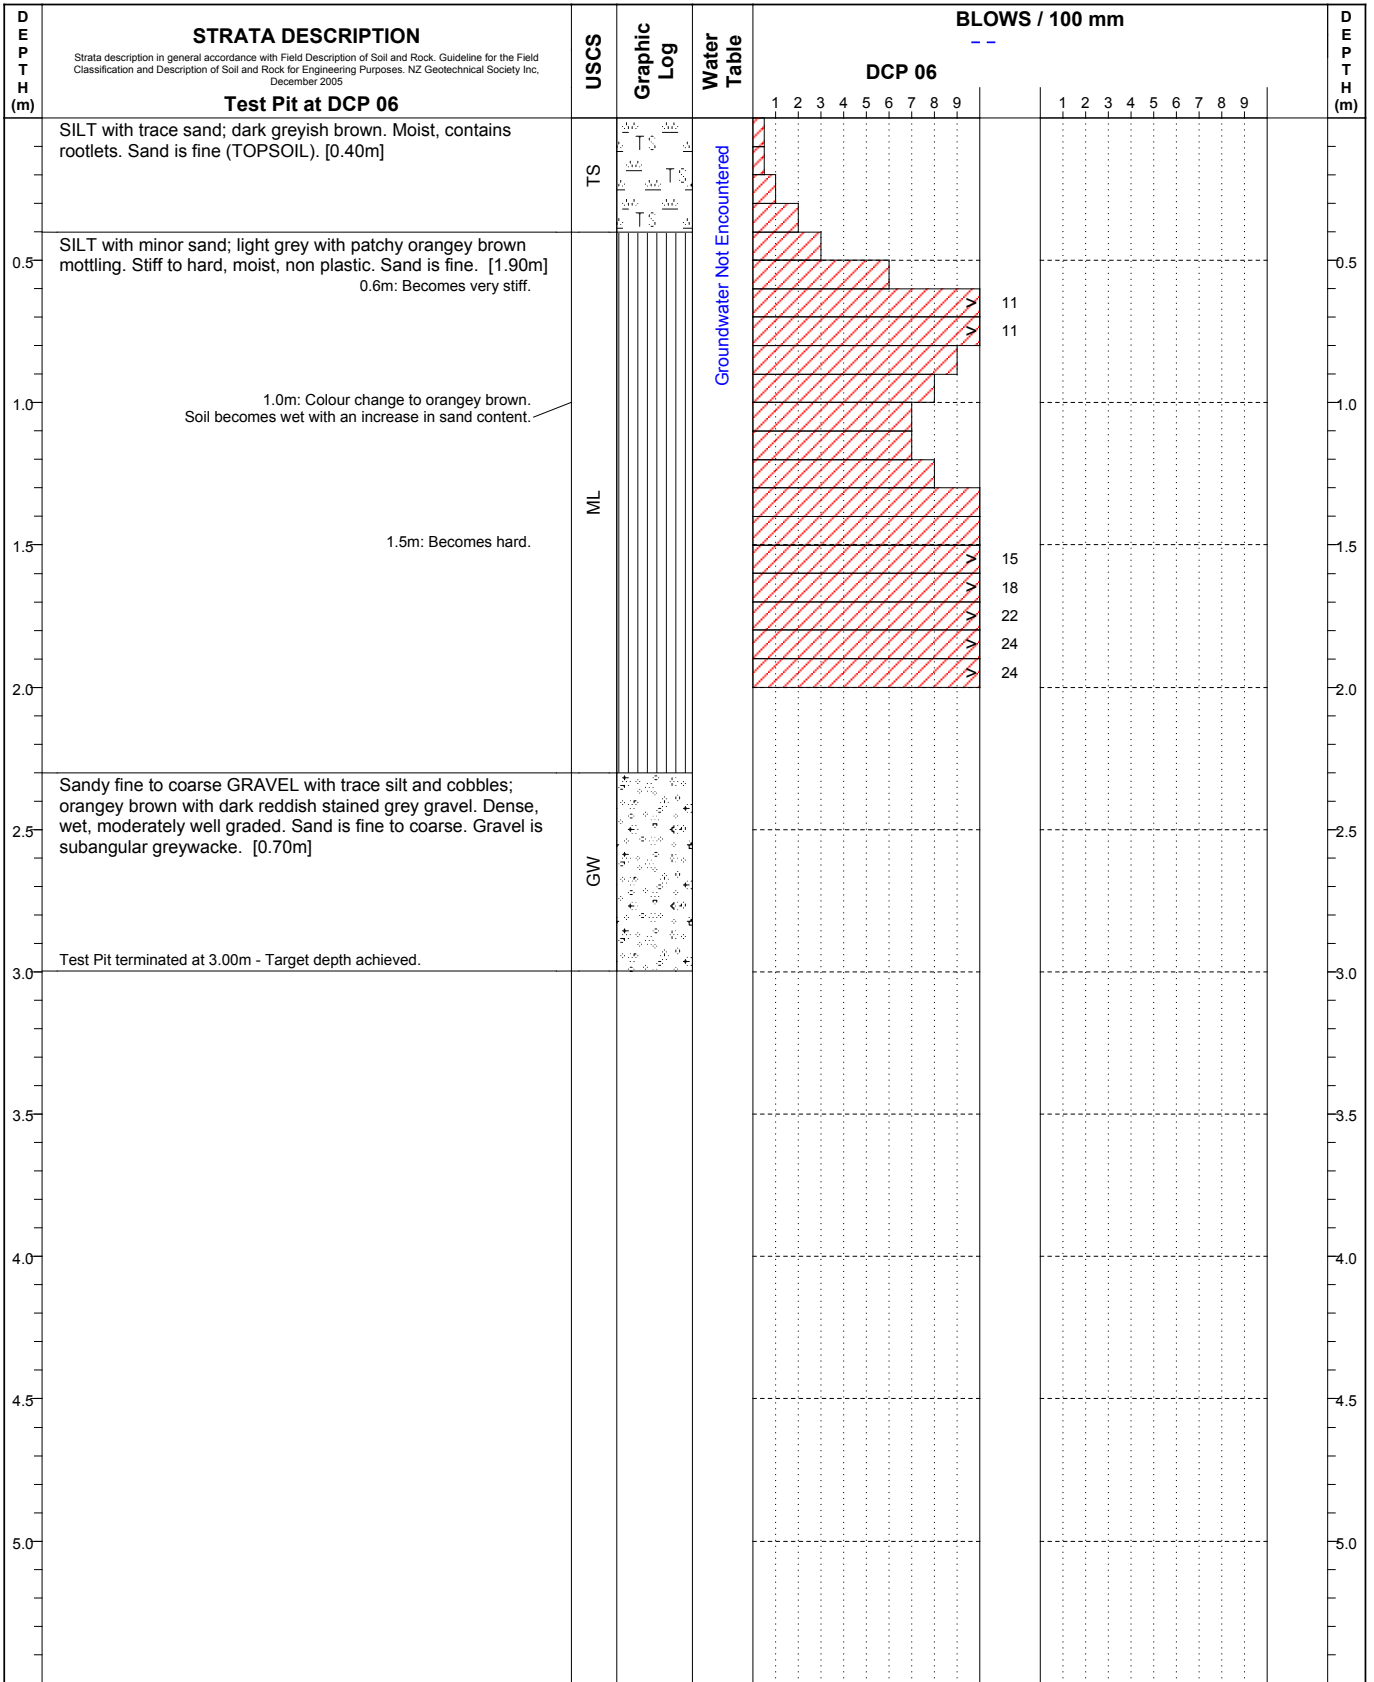 DEPTH (m)
STRATA DESCRIPTION
Strata description in general accordance with Field Description of Soil and Rock. Guideline for the Field
Classification and Description of Soil and Rock for Engineering Purposes. NZ Geotechnical Society Inc,
December 2005
Test Pit at DCP 06
USCS
Graphic
Log
Water
Table
BLOWS / 100 mm
DCP 06
1 2 3 4 5 6 7 8 9
1 2 3 4 5 6 7 8 9
DEPTH (m)
SILT with trace sand; dark greyish brown. Moist, contains
rootlets. Sand is fine (TOPSOIL). [0.40m]
TS
TS
TS
TS
Groundwater Not Encountered
SILT with minor sand; light grey with patchy orangey brown
mottling. Stiff to hard, moist, non plastic. Sand is fine. [1.90m]
0.5
0.5
0.6m: Becomes very stiff.
> 11
> 11
1.0m: Colour change to orangey brown.
Soil becomes wet with an increase in sand content.
1.0
1.0
ML
1.5m: Becomes hard.
1.5
1.5
> 15
> 18
> 22
> 24
> 24
2.0
2.0
Sandy fine to coarse GRAVEL with trace silt and cobbles;
orangey brown with dark reddish stained grey gravel. Dense,
wet, moderately well graded. Sand is fine to coarse. Gravel is
subangular greywacke. [0.70m]
2.5
2.5
GW
Test Pit terminated at 3.00m - Target depth achieved.
3.0
3.0
3.5
3.5
4.0
4.0
4.5
4.5
5.0
5.0